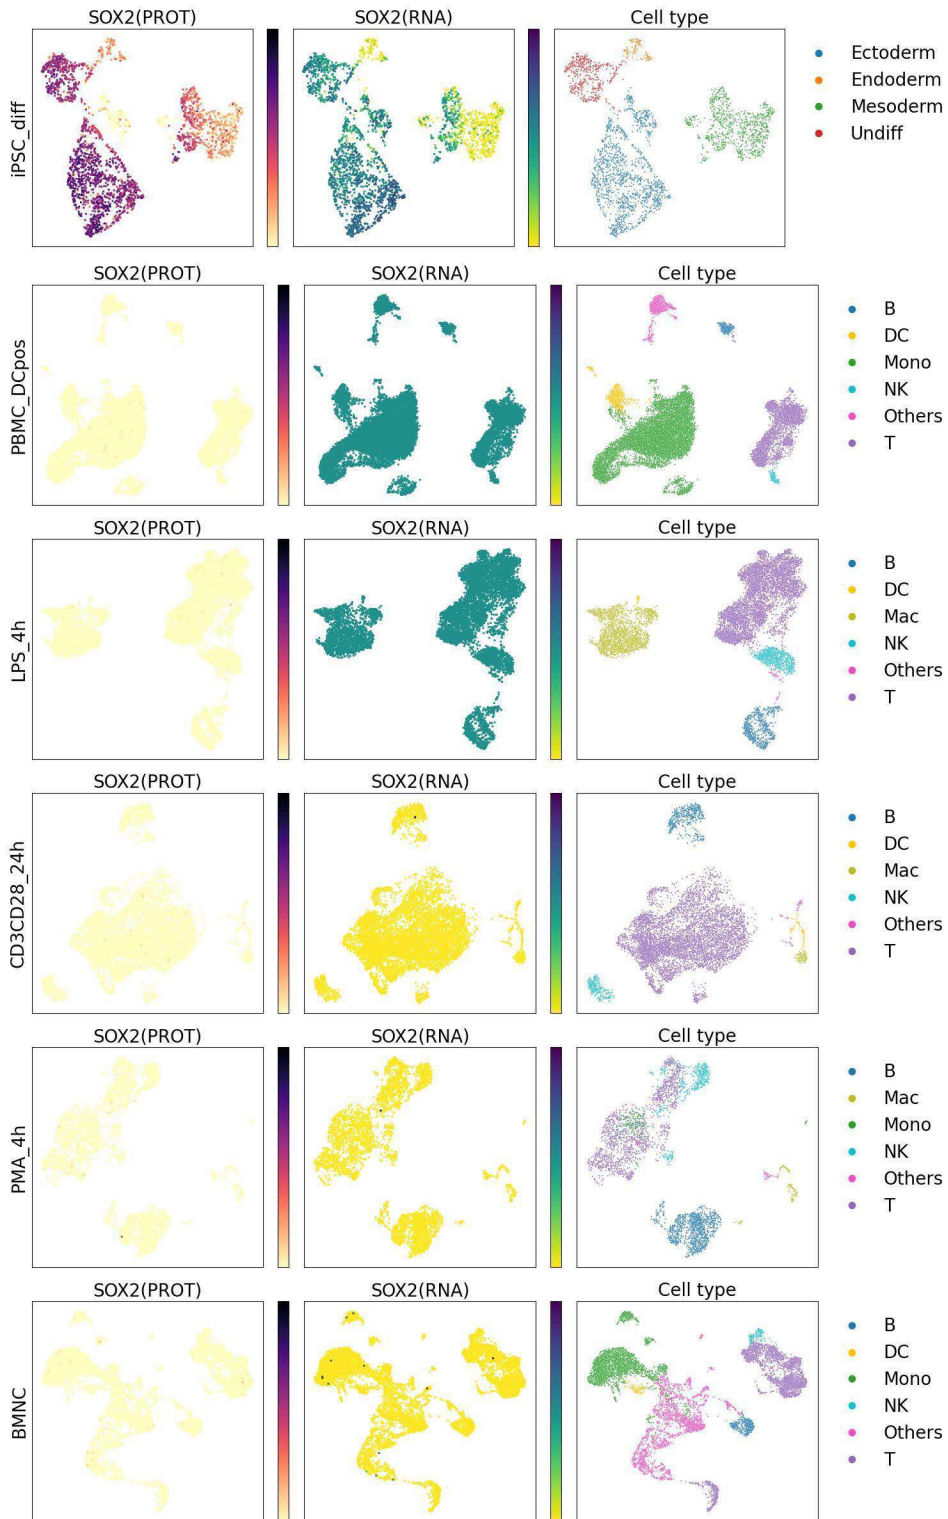 SOX2(PROT) SOX2(RNA) Cell type
iPSC_diff
Ectoderm
Endoderm
Mesoderm
Undiff
SOX2(PROT) SOX2(RNA) Cell type
PBMC_DCpos
B
DC
Mono
NK
Others
T
SOX2(PROT) SOX2(RNA) Cell type
LPS_4h
B
DC
Mac
NK
Others
T
SOX2(PROT) SOX2(RNA) Cell type
CD3CD28_24h
B
DC
Mac
NK
Others
T
SOX2(PROT) SOX2(RNA) Cell type
PMA_4h
B
Mac
Mono
NK
Others
T
SOX2(PROT) SOX2(RNA) Cell type
BMNC
B
DC
Mono
NK
Others
T